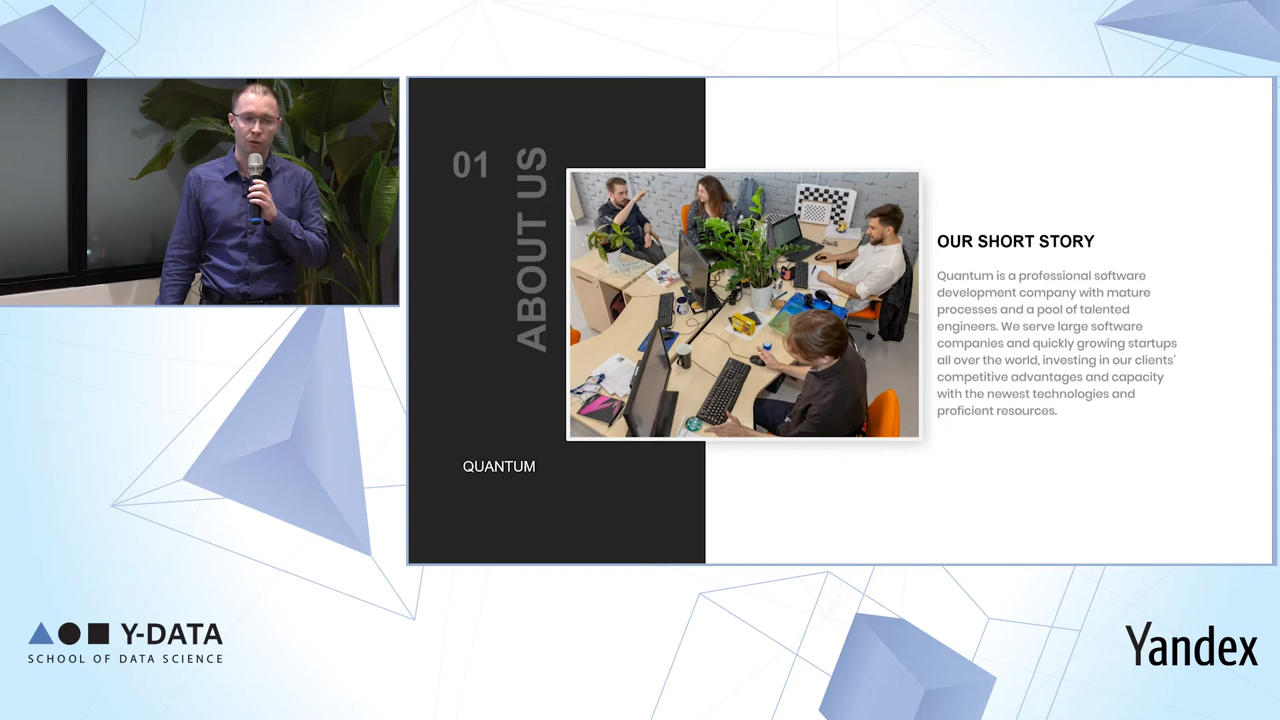 01
ABOUT US
QUANTUM
OUR SHORT STORY
Quantum is a professional software
development company with mature
processes and a pool of talented
engineers. We serve large software
companies and quickly growing startups
all over the world, investing in our clients'
competitive advantages and capacity
with the newest technologies and
proficient resources.
Y-DATA
SCHOOL OF DATA SCIENCE
Yandex